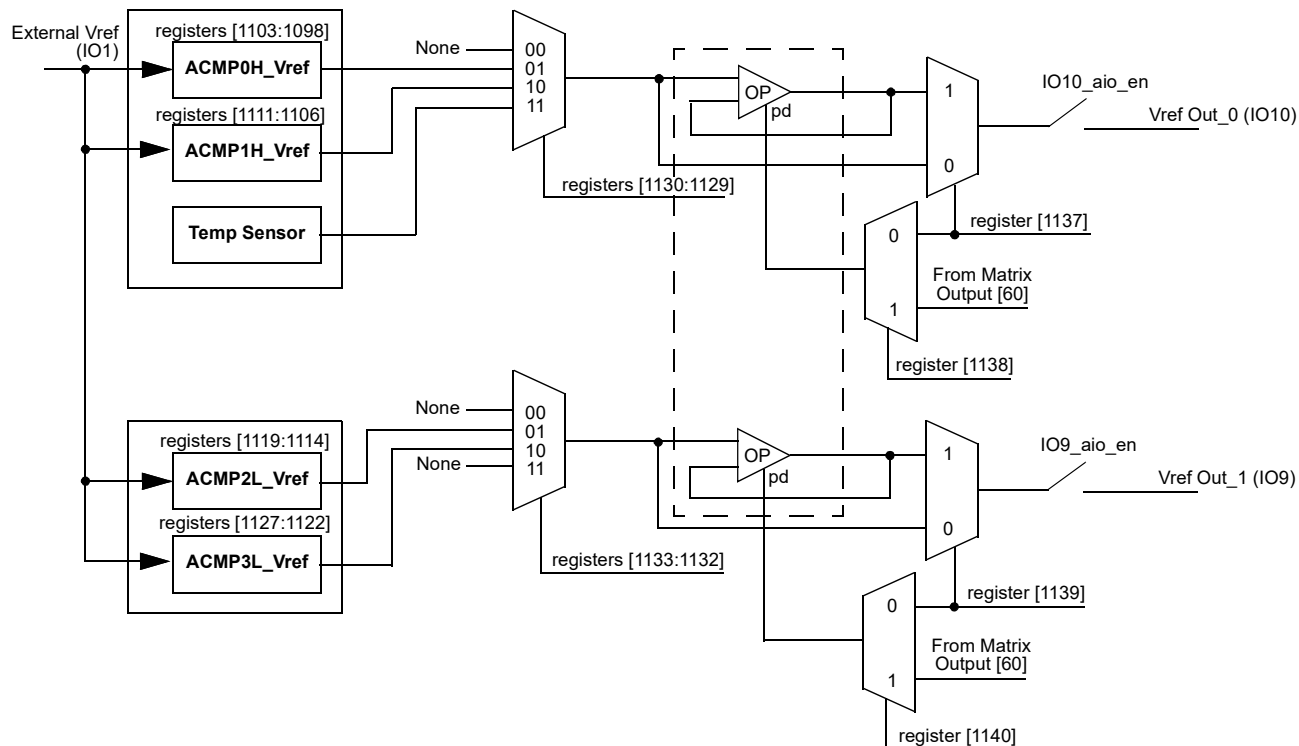 External Vref
(IO1)
registers [1103:1098]
ACMP0H_Vref
registers [1111:1106]
ACMP1H_Vref
Temp Sensor
None
00
01
10
11
registers [1130:1129]
OP
pd
1
0
IO10_aio_en
Vref Out_0 (IO10)
0
1
register [1137]
From Matrix
Output [60]
register [1138]
registers [1119:1114]
ACMP2L_Vref
registers [1127:1122]
ACMP3L_Vref
None
None
00
01
10
11
registers [1133:1132]
OP
pd
1
0
IO9_aio_en
Vref Out_1 (IO9)
0
1
register [1139]
From Matrix
Output [60]
register [1140]